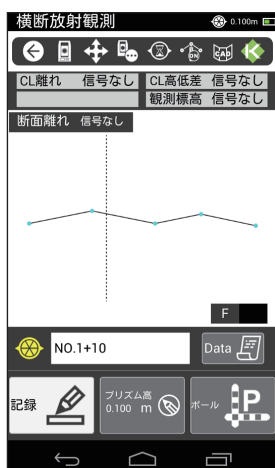 横断放射観測 0.100m
DN CAD
CL離れ 信号なし CL高低差 信号なし
観測標高 信号なし
断面離れ 信号なし
F
NO.1+10 Data
記録 プリズム高 ポール P
0.100 m